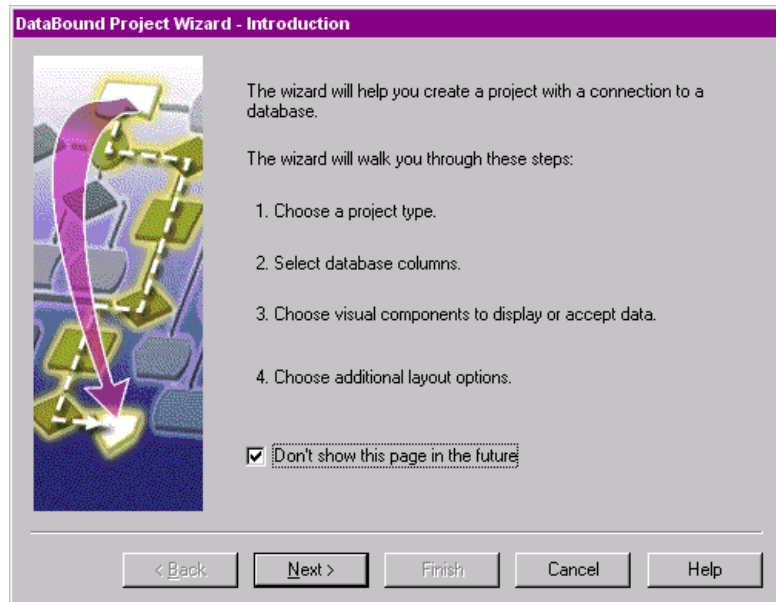 DataBound Project Wizard - Introduction
The wizard will help you create a project with a connection to a
database.
The wizard will walk you through these steps:
1. Choose a project type.
2. Select database columns.
3. Choose visual components to display or accept data.
4. Choose additional layout options.
Don't show this page in the future
< Back
Next >
Finish
Cancel
Help